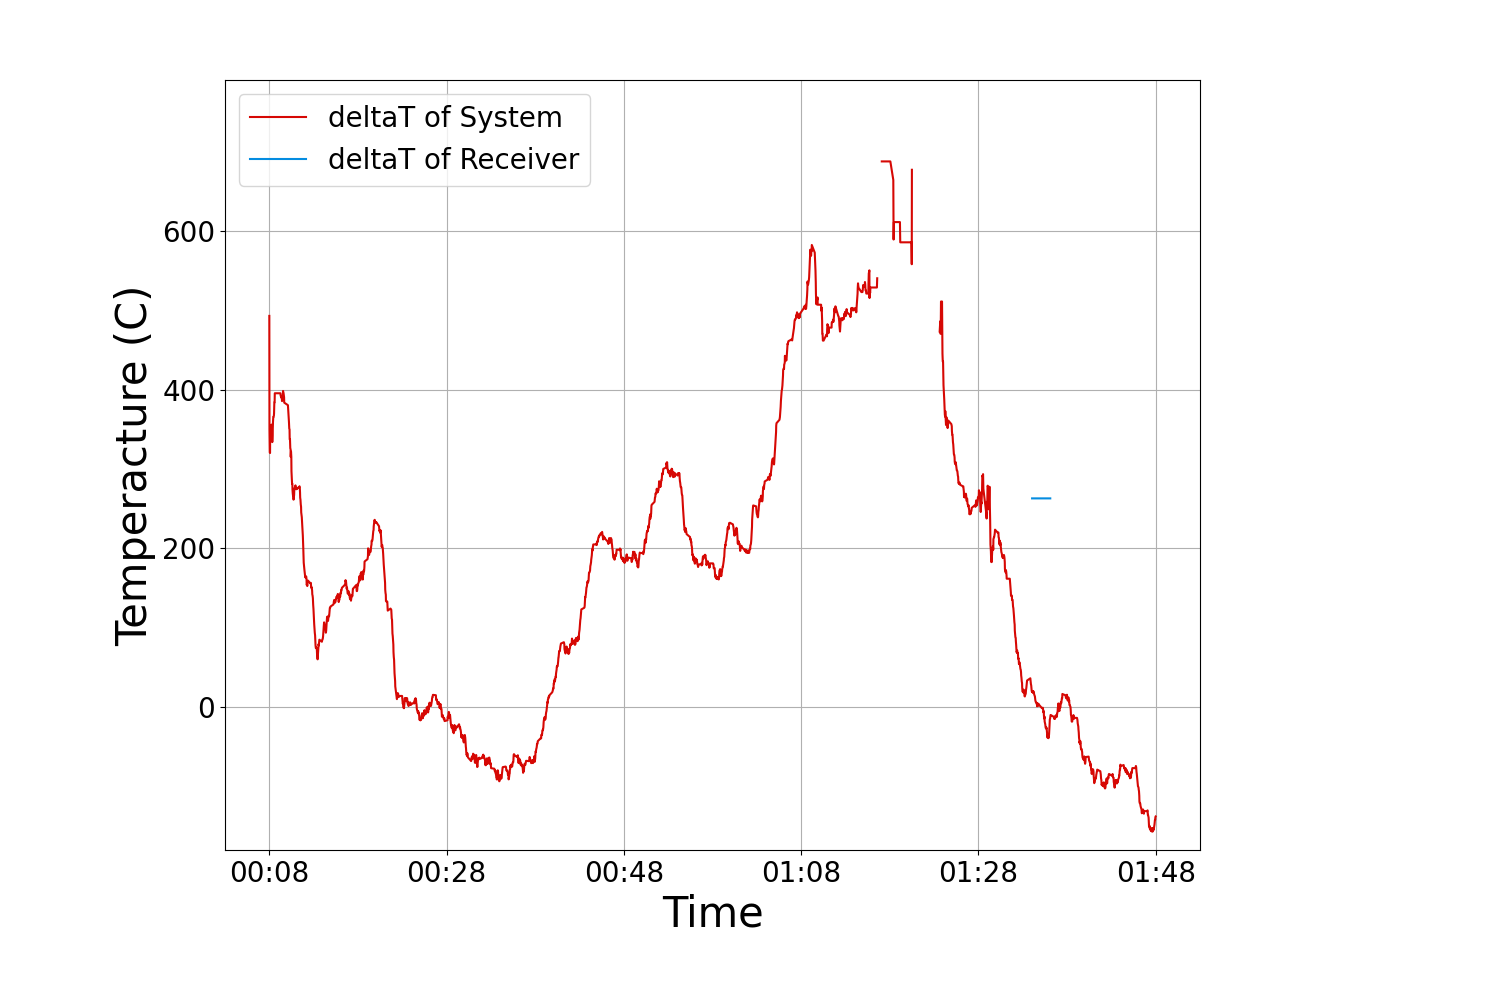 deltaT of System
deltaT of Receiver
Temperacture (C)
600
400
200
0
00:08 00:28 00:48 01:08 01:28 01:48
Time